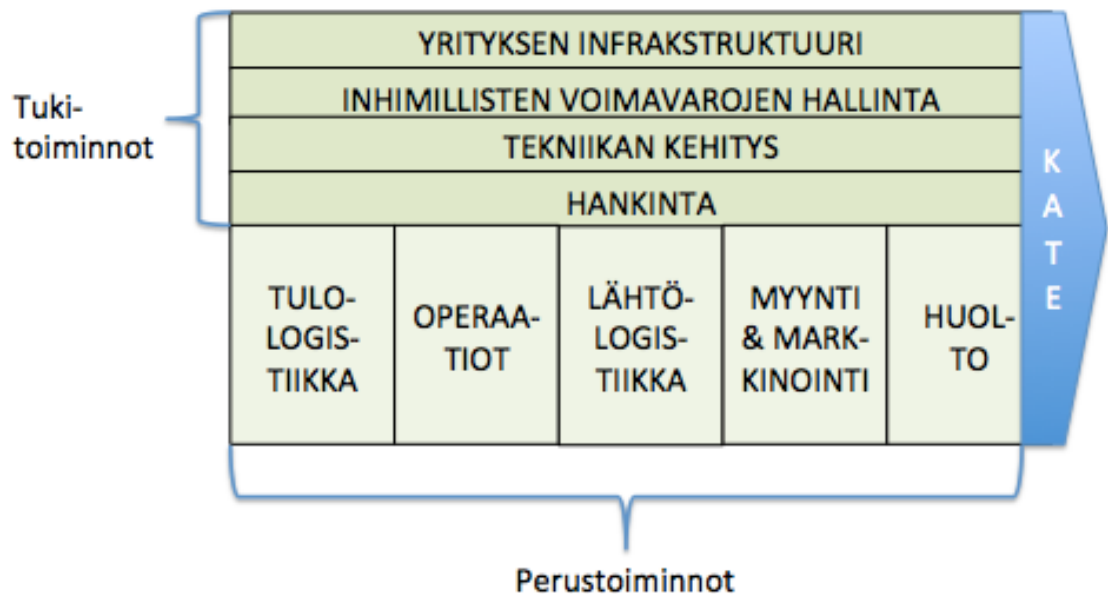 YRITYKSEN INFRAKSTRUKTUURI
INHIMILLISTEN VOIMAVAROJEN HALLINTA
TEKNIIKAN KEHITYS
HANKINTA
Tuki-
toiminnot
TULO-
LOGIS-
TIIKKA
OPERAA-
TIOT
LÄHTÖ-
LOGIS-
TIIKKA
MYYNTI
& MARK-
KINOINTI
HUOL-
TO
K
A
T
E
Perustoiminnot